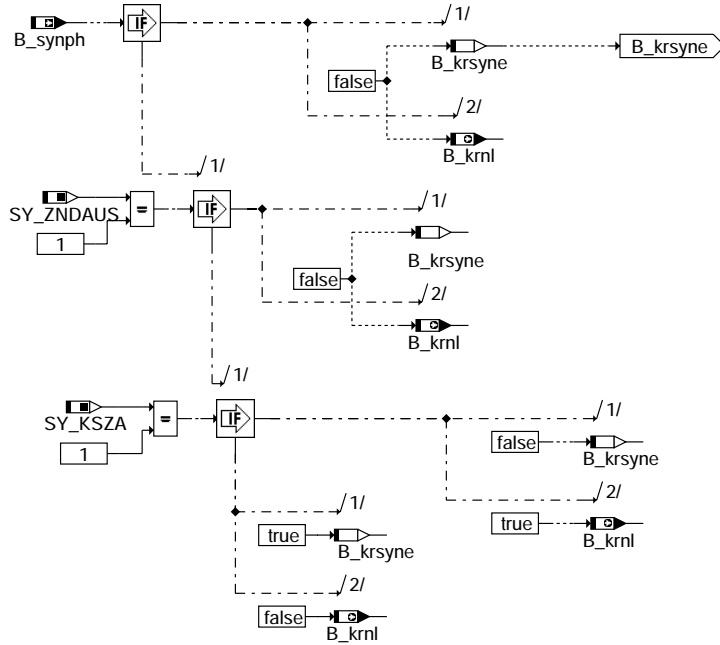 /1/
IF
B_synph
B_krsyne
B_krsyne
false
/2/
B_krnl
/1/
SY_ZNDAUS
=
IF
/1/
1
B_krsyne
false
/2/
B_krnl
/1/
SY_KSZA
=
IF
/1/
1
false
B_krsyne
/2/
/1/
true
B_krnl
true
B_krsyne
/2/
false
B_krnl